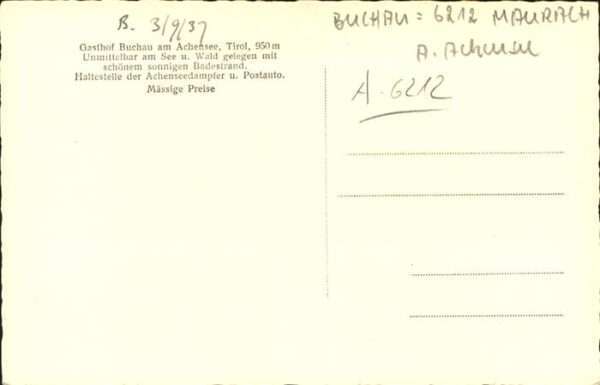 B. 3/9/37
Gasthof Buchau am Achensee, Tirol, 950 m
Unmittelbar am See u. Wald gelegen mit
schönem sonnigen Badestrand.
Haltestelle der Achenseedampfer u. Postauto.
Mässige Preise
BUCHAU = 6212 MAURACH
A. Achensee
A-6212